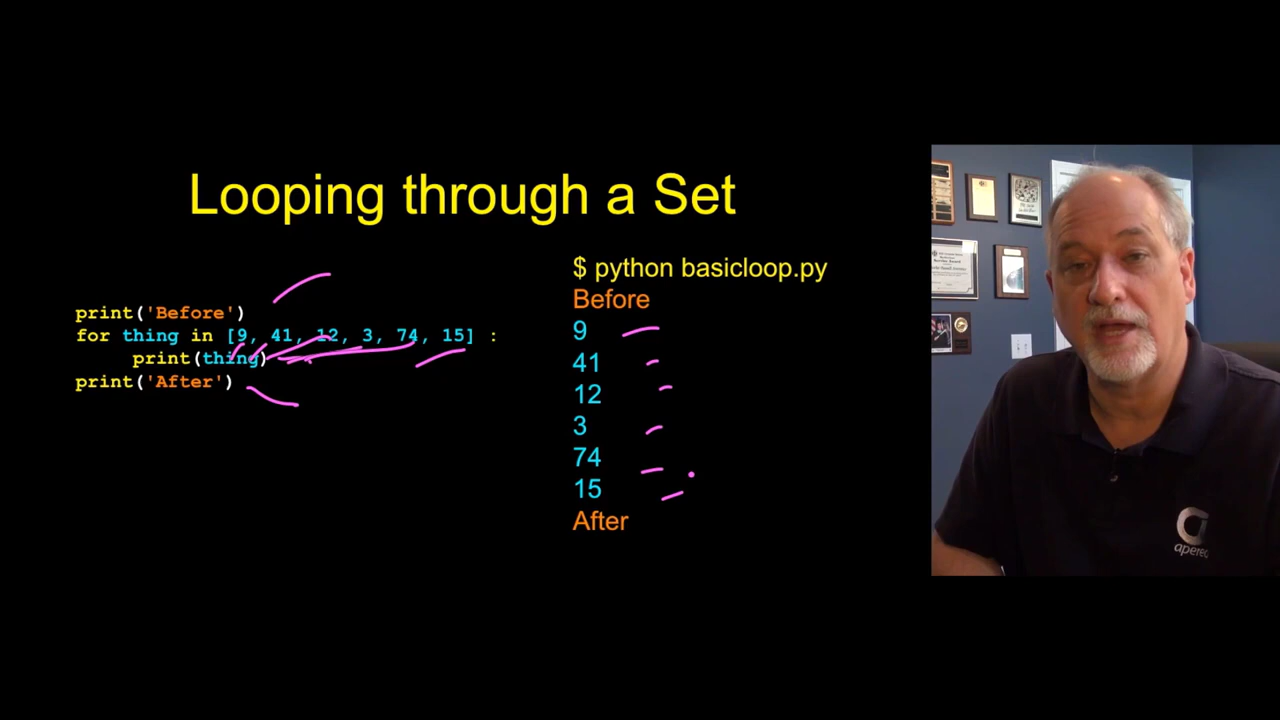 Looping through a Set
print('Before')
for thing in [9, 41, 12, 3, 74, 15] :
print(thing)
print('After')
$ python basicloop.py
Before
9
41
12
3
74
15
After
apereo